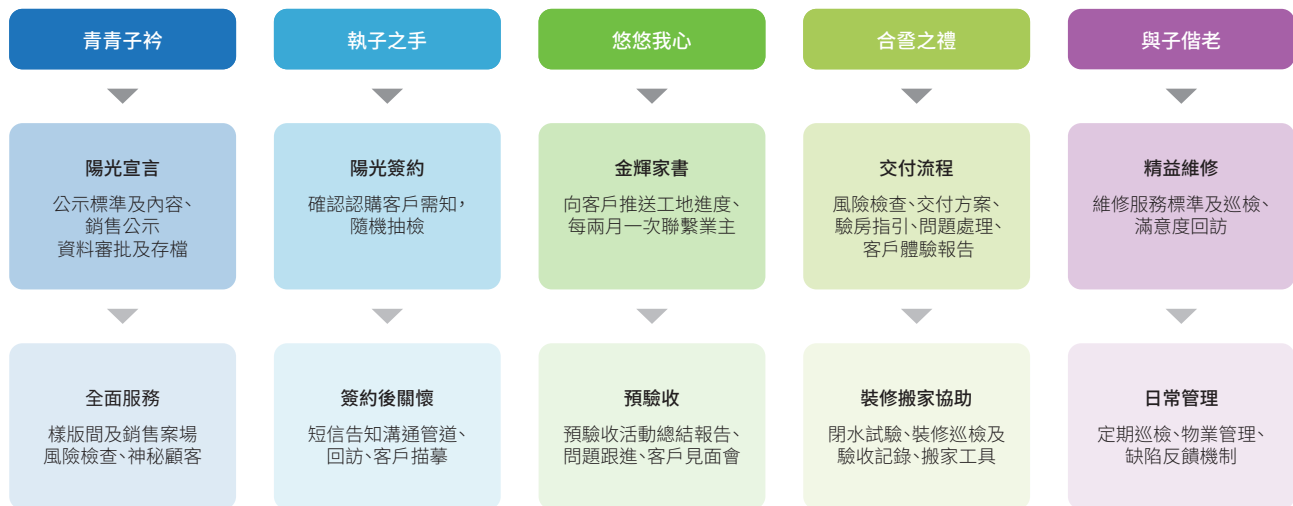 青青子衿
執子之手
悠悠我心
合巹之禮
與子偕老
陽光宣言
公示標準及內容、
銷售公示
資料審批及存檔
陽光簽約
確認認購客戶需知，
隨機抽檢
金輝家書
向客戶推送工地進度、
每兩月一次聯繫業主
交付流程
風險檢查、交付方案、
驗房指引、問題處理、
客戶體驗報告
精益維修
維修服務標準及巡檢、
滿意度回訪
全面服務
樣版間及銷售案場
風險檢查、神秘顧客
簽約後關懷
短信告知溝通管道、
回訪、客戶描摹
預驗收
預驗收活動總結報告、
問題跟進、客戶見面會
裝修搬家協助
閉水試驗、裝修巡檢及
驗收記錄、搬家工具
日常管理
定期巡檢、物業管理、
缺陷反饋機制